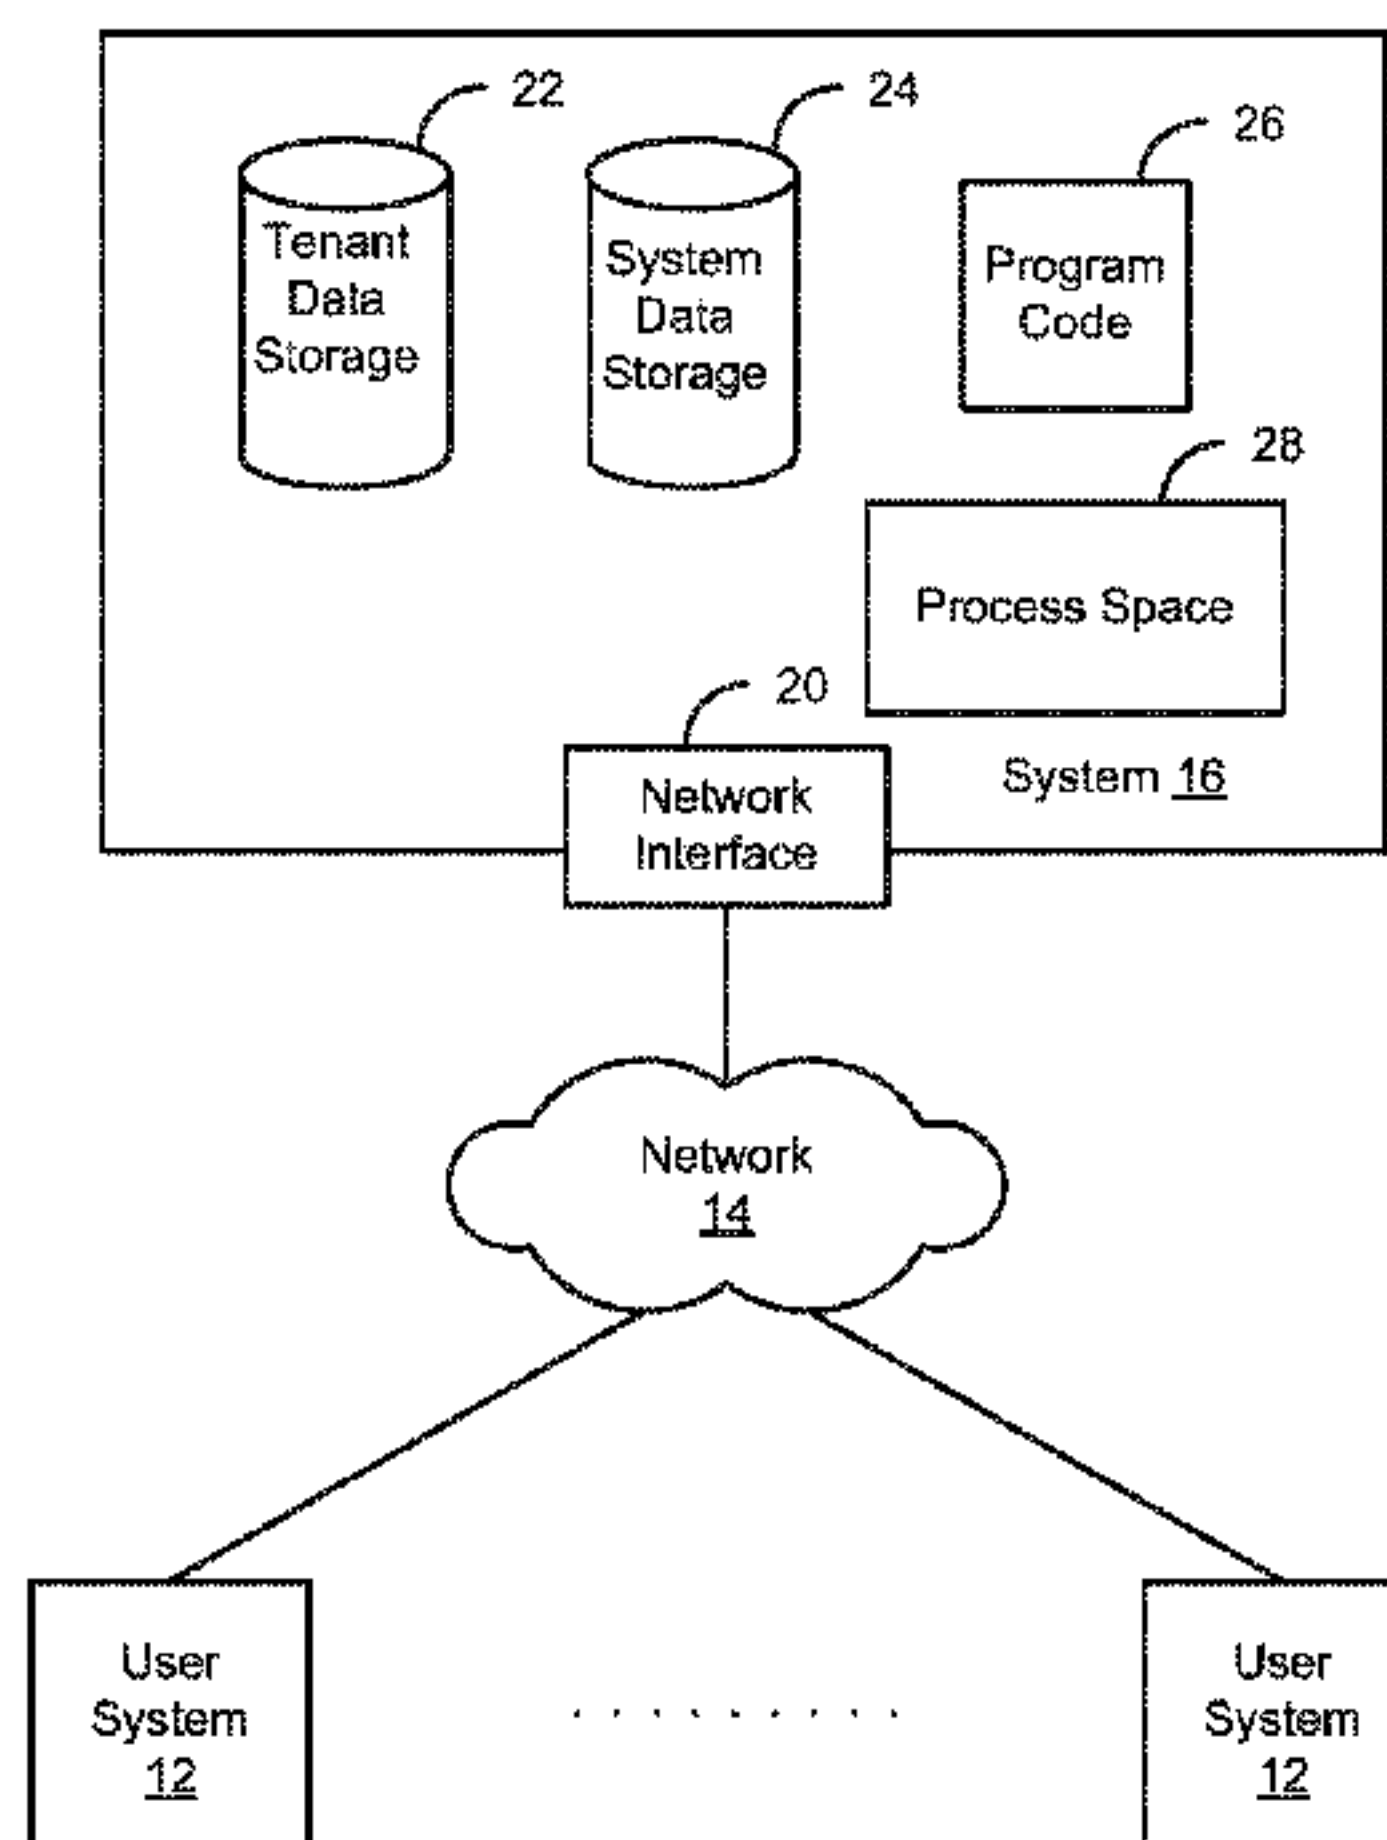 22
24
26
Tenant
Data
Storage
System
Data
Storage
Program
Code
28
Process Space
20
Network
Interface
System 16
Network
14
User
System
12
User
System
12